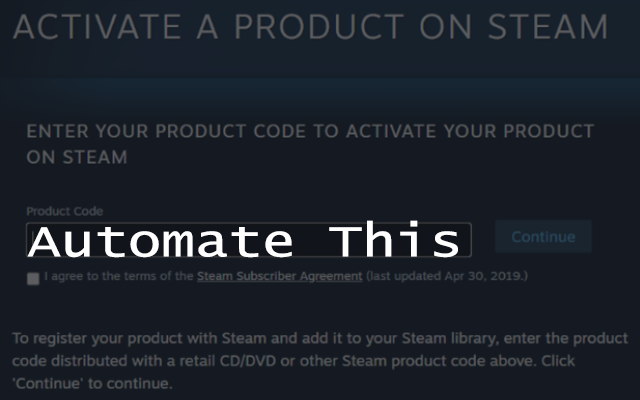 ACTIVATE A PRODUCT ON STEAM
ENTER YOUR PRODUCT CODE TO ACTIVATE YOUR PRODUCT
ON STEAM
Product Code
Automate This
Continue
I agree to the terms of the Steam Subscriber Agreement (last updated Apr 30, 2019.)
To register your product with Steam and add it to your Steam library, enter the product
code distributed with a retail CD/DVD or other Steam product code above. Click
'Continue' to continue.